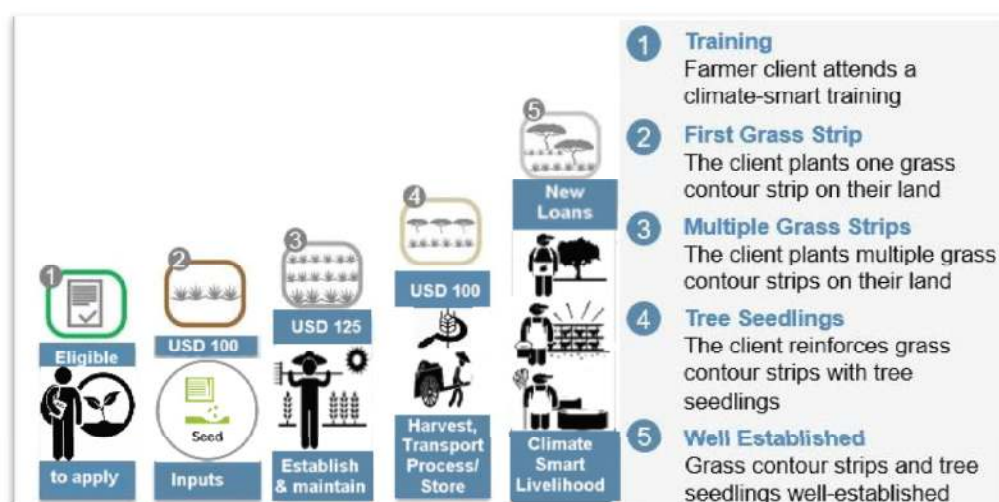 1
Eligible
to apply
2
USD 100
Seed
Inputs
3
USD 125
Establish
& maintain
4
USD 100
Harvest,
Transport
Process/
Store
5
New
Loans
Climate
Smart
Livelihood
1 Training
Farmer client attends a
climate-smart training
2 First Grass Strip
The client plants one grass
contour strip on their land
3 Multiple Grass Strips
The client plants multiple grass
contour strips on their land
4 Tree Seedlings
The client reinforces grass
contour strips with tree
seedlings
5 Well Established
Grass contour strips and tree
seedlings well-established